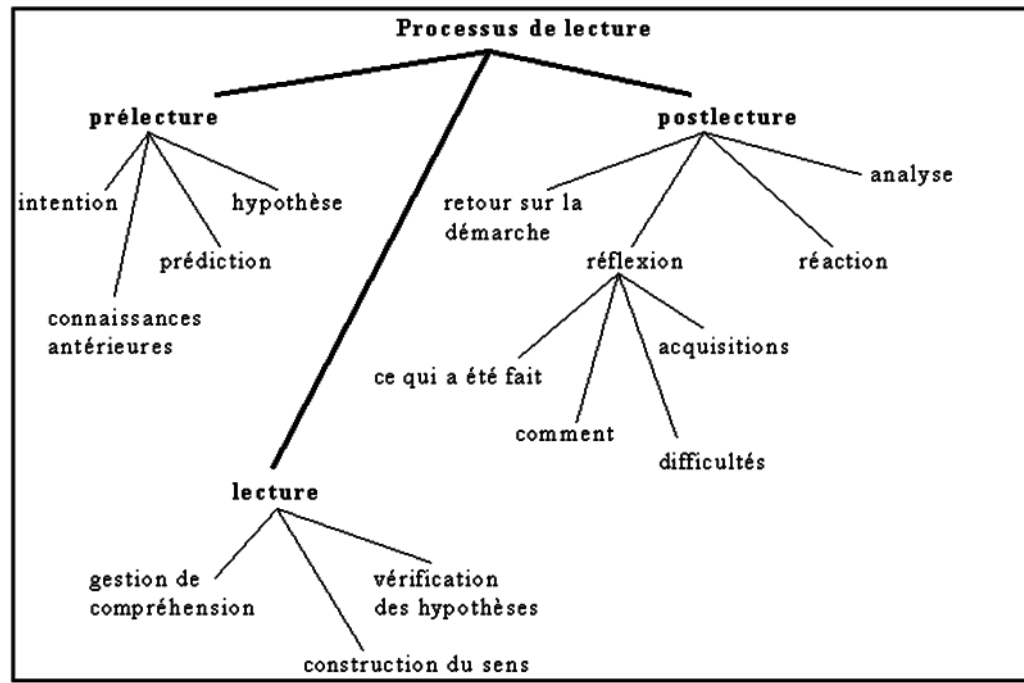 Processus de lecture
prélecture
intention
hypothèse
prédiction
connaissances
antérieures
postlecture
analyse
retour sur la
démarche
réflexion
réaction
ce qui a été fait
acquisitions
comment
difficultés
lecture
gestion de
compréhension
vérification
des hypothèses
construction du sens